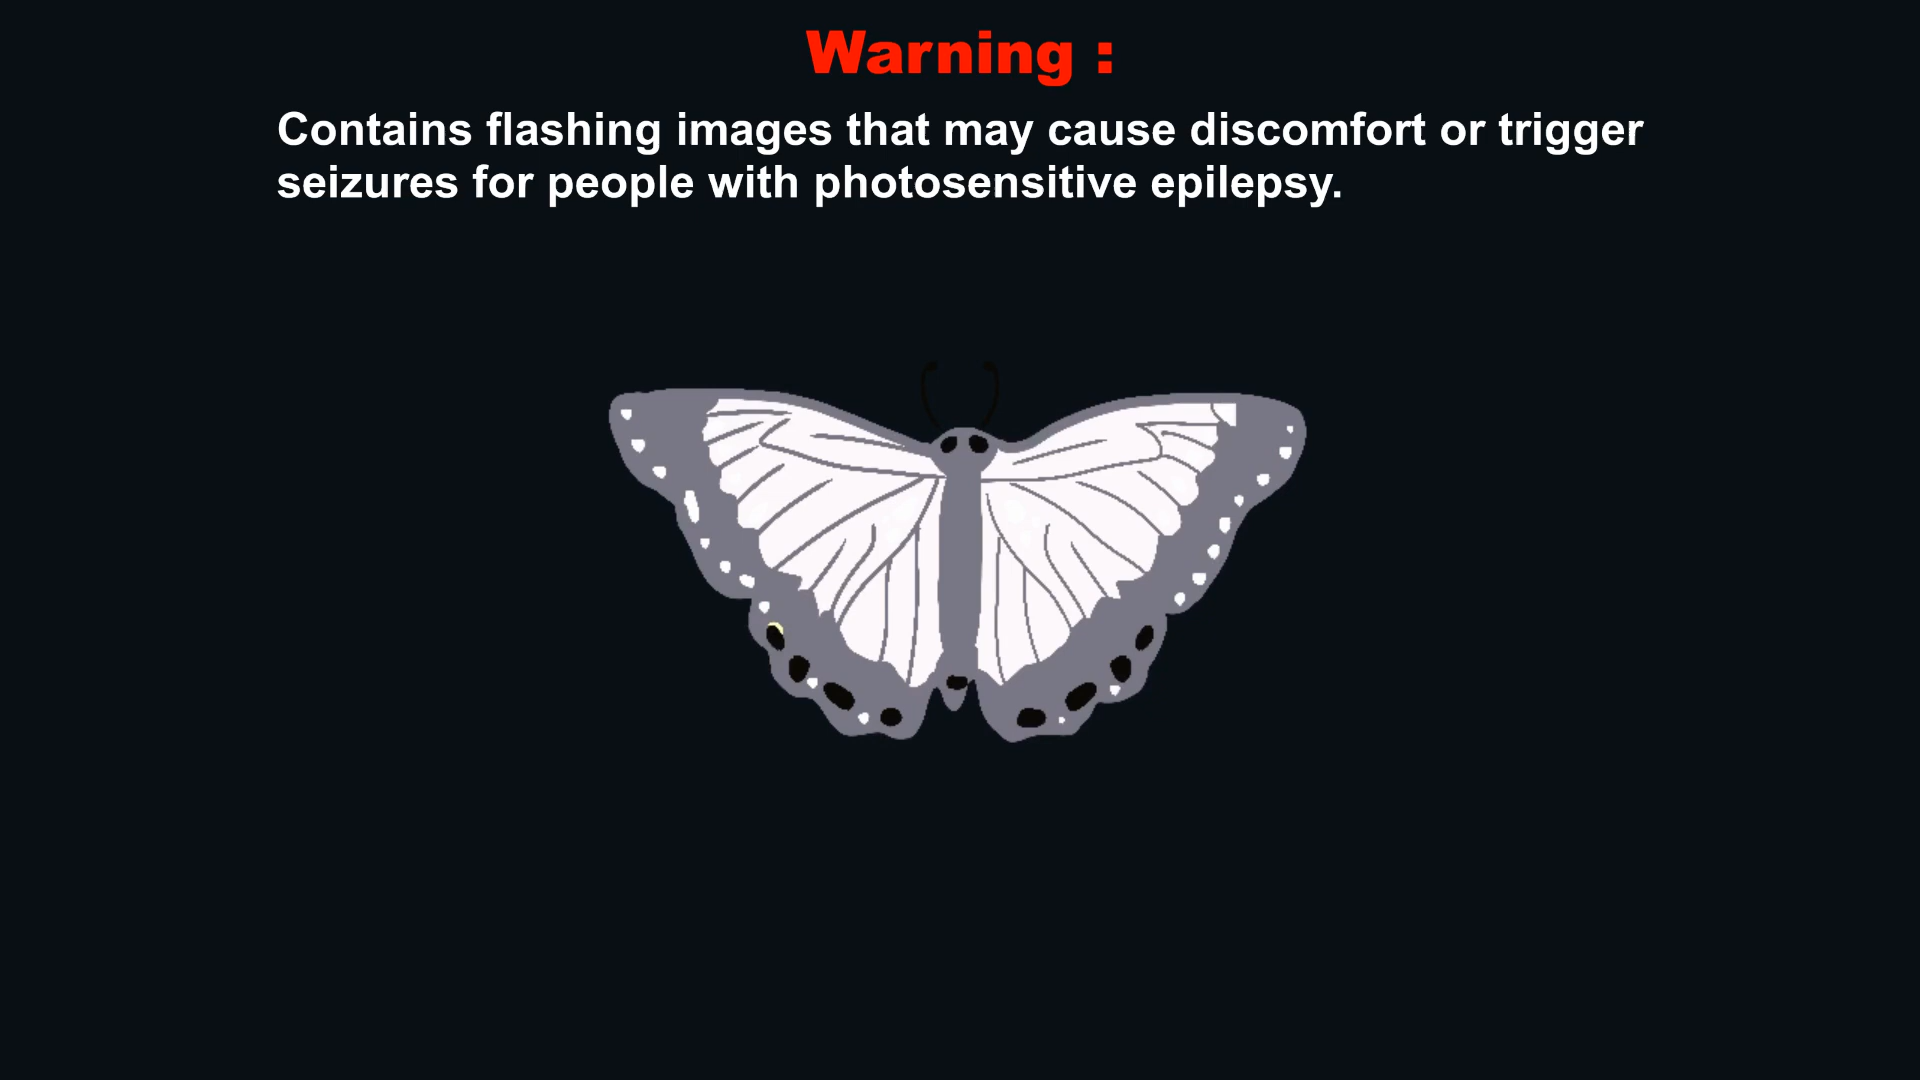 Warning :
Contains flashing images that may cause discomfort or trigger
seizures for people with photosensitive epilepsy.